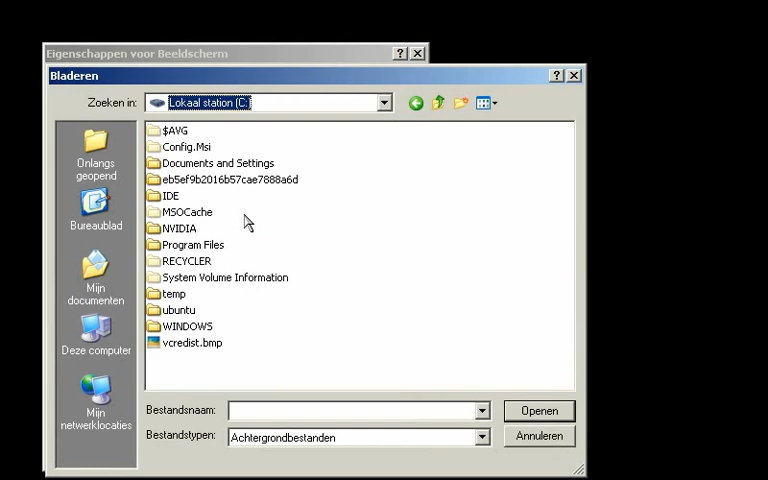 Eigenschappen voor Beeldscherm
Bladeren
Zoeken in:
Lokaal station (C:)
Onlangs
geopend
Bureaublad
Mijn
documenten
Deze computer
Mijn
netwerklocaties
$AVG
Config.Msi
Documents and Settings
eb5ef9b2016b57cae7888a6d
IDE
MSOCache
NVIDIA
Program Files
RECYCLER
System Volume Information
temp
ubuntu
WINDOWS
vcredist.bmp
Bestandsnaam:
Openen
Bestandstypen:
Achtergrondbestanden
Annuleren